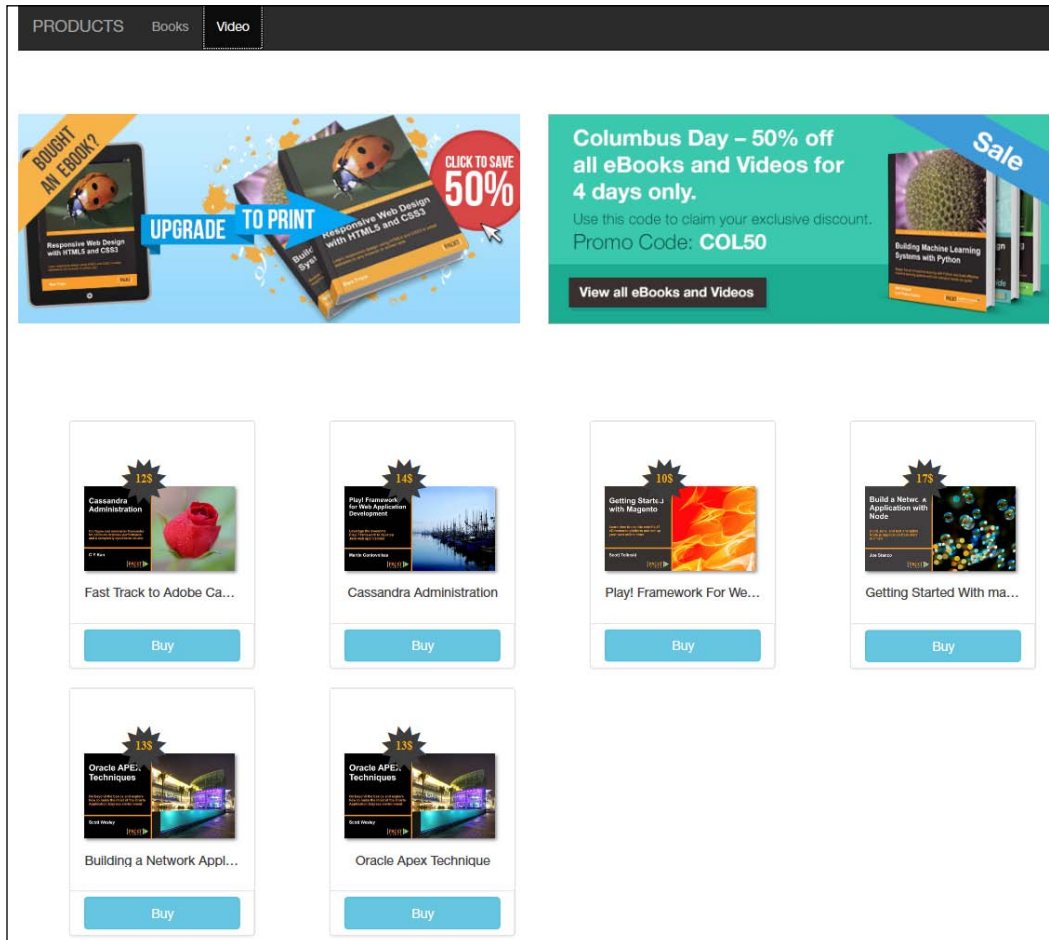 PRODUCTS Books Video
BOUGHT
AN EBOOK?
Responsive Web Design
with HTML5 and CSS3
UPGRADE TO PRINT
Responsive Web Design
with HTML5 and CSS3
CLICK TO SAVE
50%
Columbus Day – 50% off
all eBooks and Videos for
4 days only.
Use this code to claim your exclusive discount.
Promo Code: COL50
View all eBooks and Videos
Sale
Building Machine Learning
Systems with Python
12$
Cassandra
Administration
Fast Track to Adobe Ca...
Buy
14$
Play! Framework
for Web Application
Development
Cassandra Administration
Buy
10$
Getting Started
with Magento
Play! Framework For We...
Buy
17$
Build a Network
Application with
Node
Getting Started With ma...
Buy
13$
Oracle APEX
Techniques
Scott Wesley
Building a Network Appl...
Buy
13$
Oracle APEX
Techniques
Scott Wesley
Oracle Apex Technique
Buy